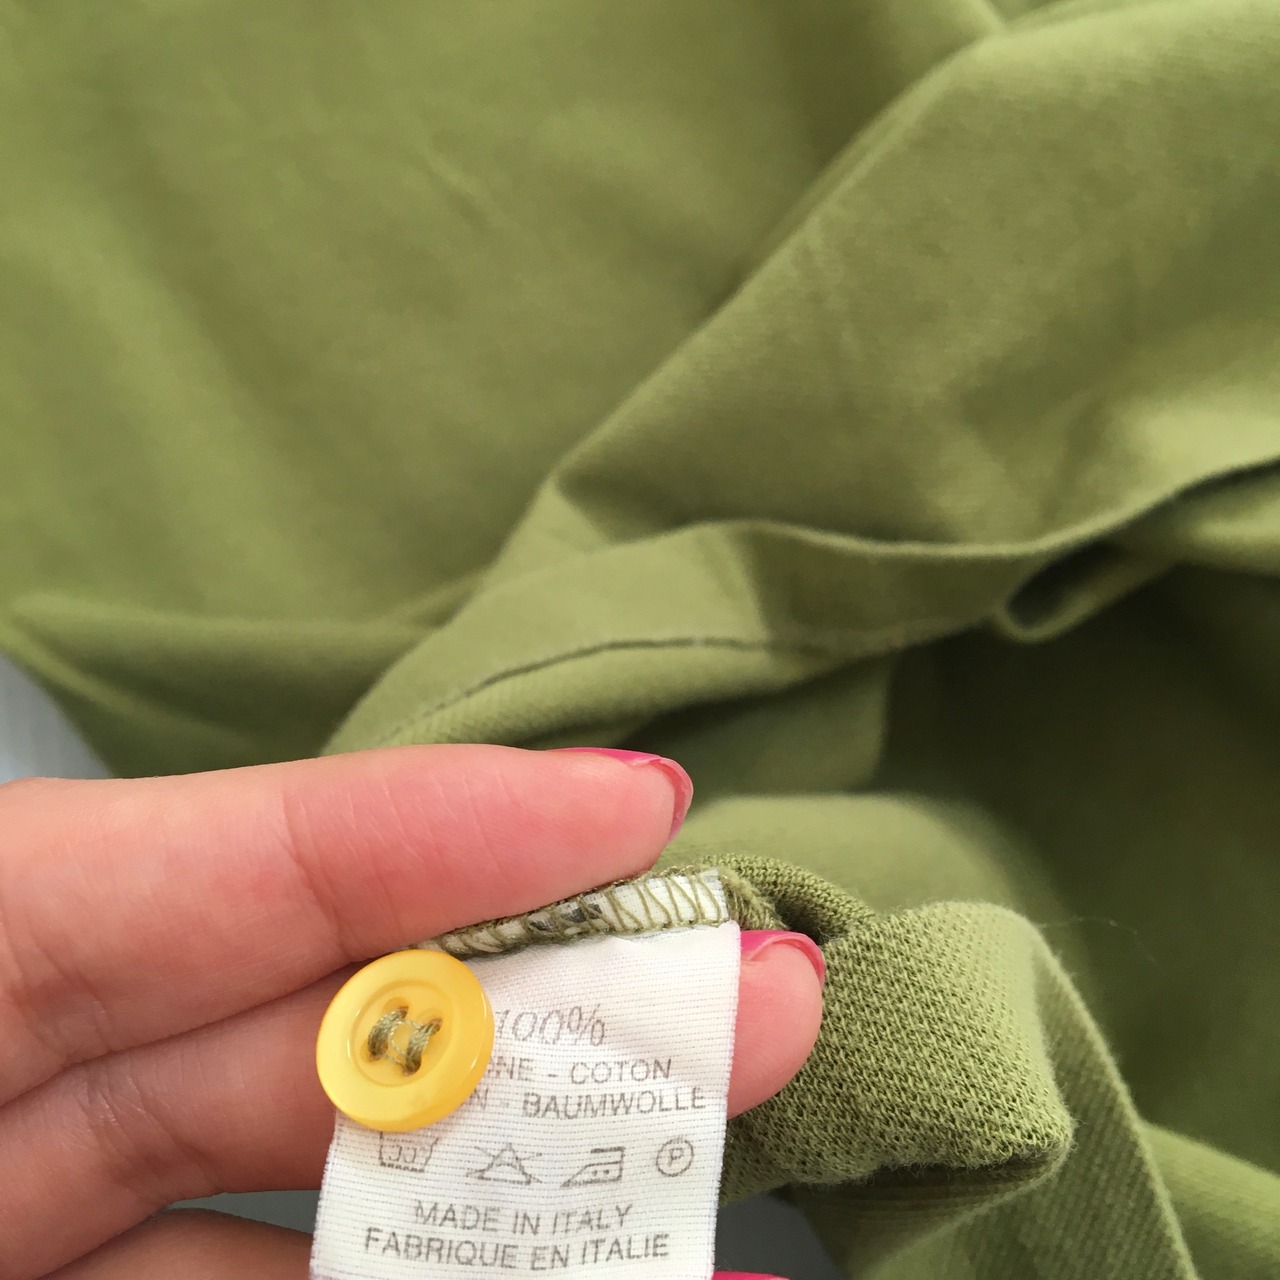 100%
- COTON
- BAUMWOLLE
P
MADE IN ITALY
FABRIQUE EN ITALIE